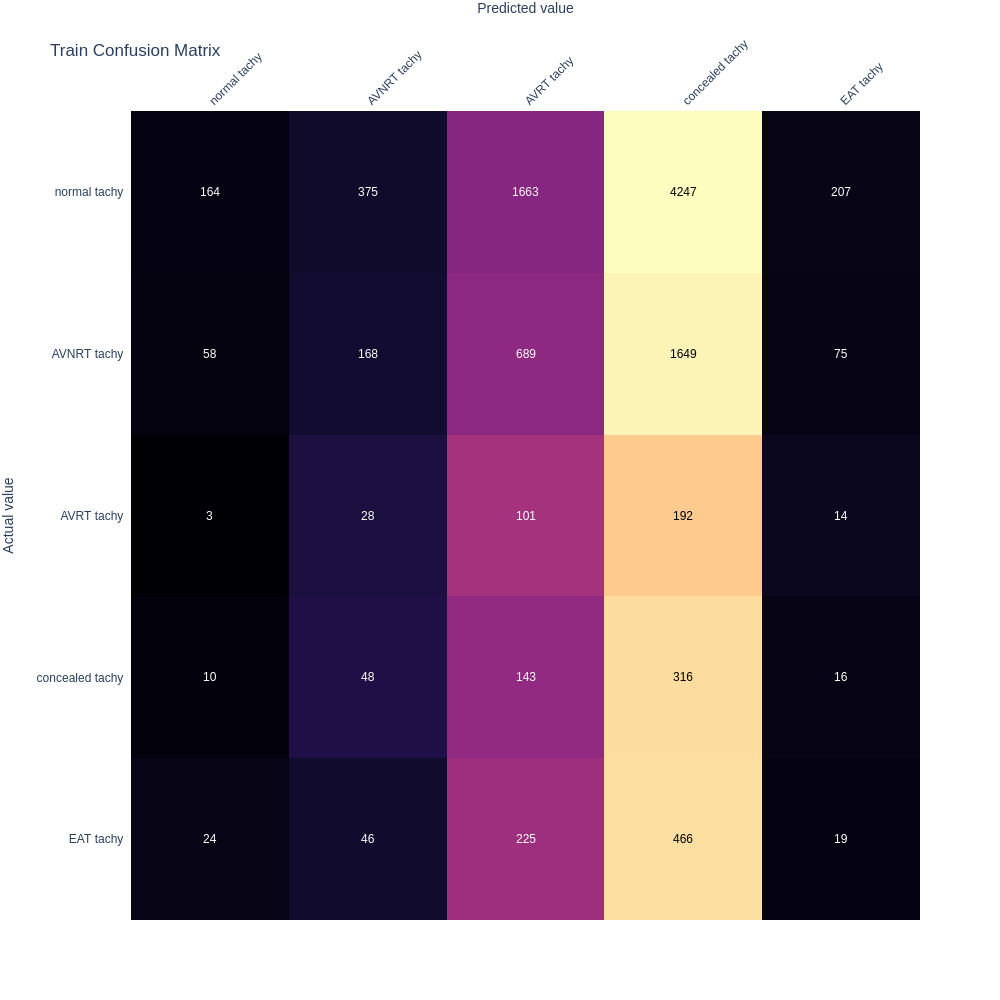 Predicted value
Train Confusion Matrix
normal tachy AVNRT tachy AVRT tachy concealed tachy EAT tachy
normal tachy 164 375 1663 4247 207
AVNRT tachy 58 168 689 1649 75
AVRT tachy 3 28 101 192 14
concealed tachy 10 48 143 316 16
EAT tachy 24 46 225 466 19
Actual value